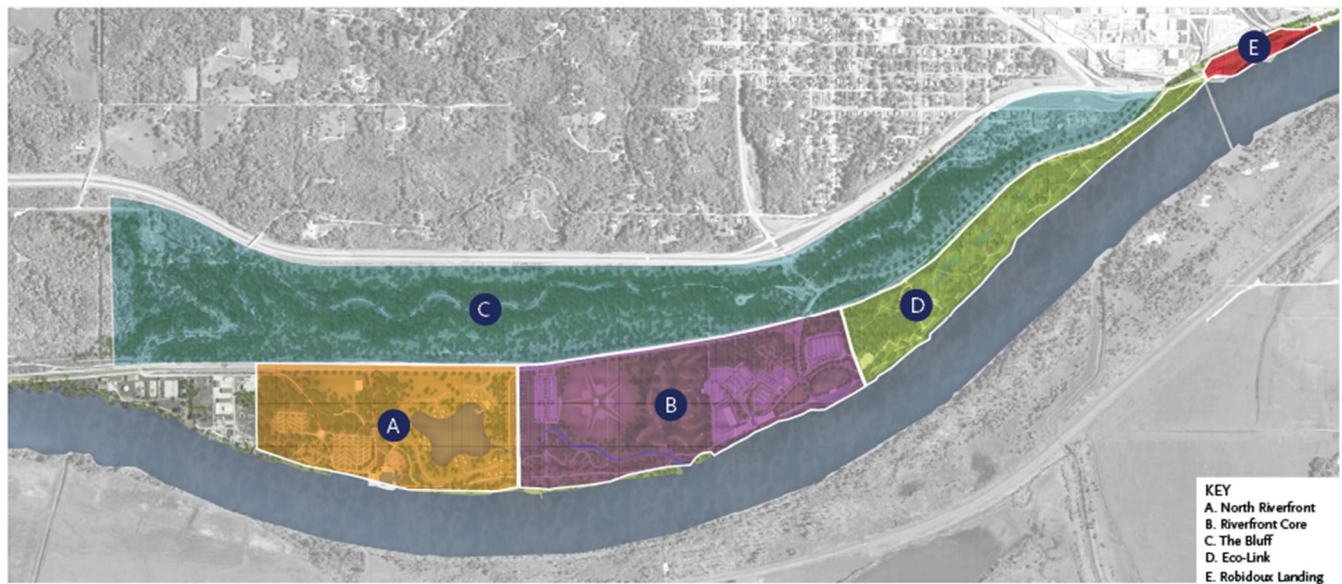 E
C
D
B
A
KEY
A. North Riverfront
B. Riverfront Core
C. The Bluff
D. Eco-Link
E. Robidoux Landing